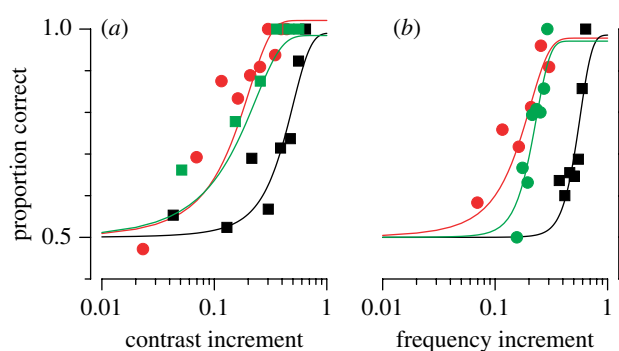 (a)
(b)
1.0
0.5
proportion correct
0.01
0.1
1
0.01
0.1
1
contrast increment
frequency increment